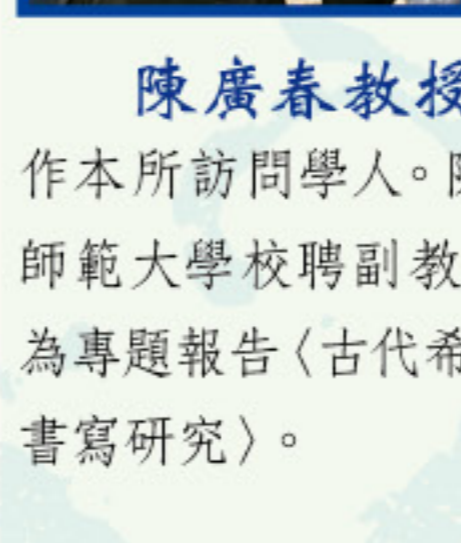 陳廣春教授
作本所訪問學人。陳
師範大學校聘副教
為專題報告〈古代希
書寫研究〉。